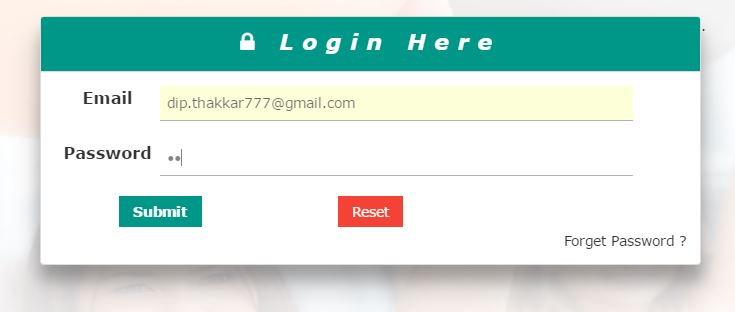 Login Here
Email dip.thakkar777@gmail.com
Password ••
Submit Reset
Forget Password ?